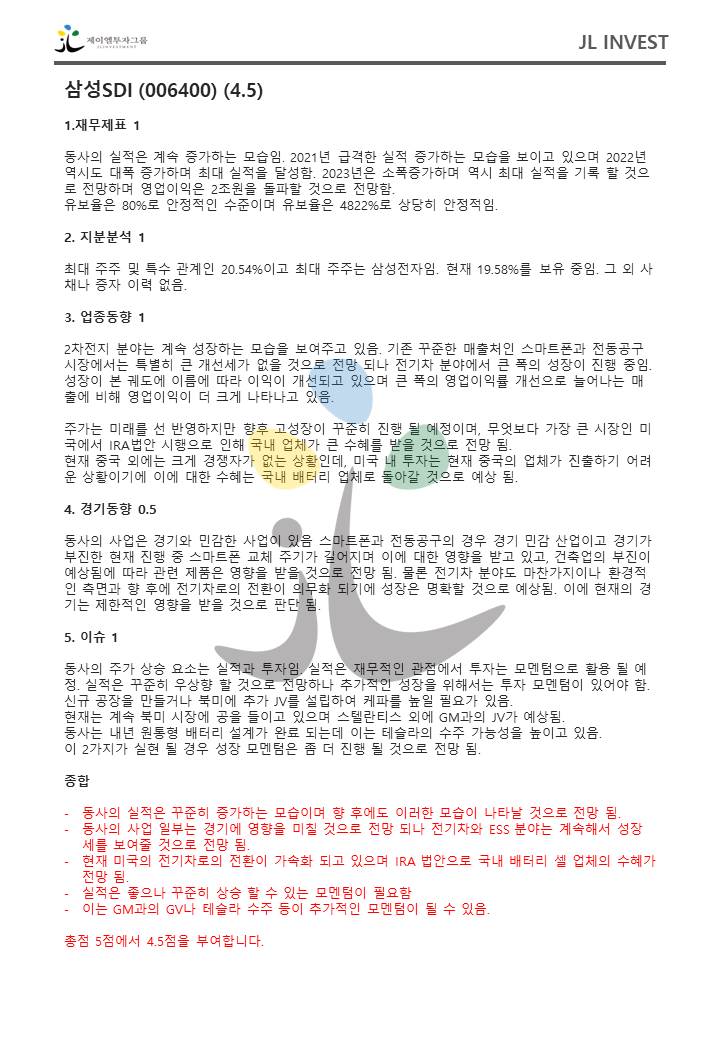 제이엘투자그룹
JLINVESTMENT
JL INVEST
삼성SDI (006400) (4.5)
1.재무제표 1
동사의 실적은 계속 증가하는 모습임. 2021년 급격한 실적 증가하는 모습을 보이고 있으며 2022년
역시도 대폭 증가하며 최대 실적을 달성함. 2023년은 소폭증가하며 역시 최대 실적을 기록 할 것으
로 전망하며 영업이익은 2조원을 돌파할 것으로 전망함.
유보율은 80%로 안정적인 수준이며 유보율은 4822%로 상당히 안정적임.
2. 지분분석 1
최대 주주 및 특수 관계인 20.54%이고 최대 주주는 삼성전자임. 현재 19.58%를 보유 중임. 그 외 사
채나 증자 이력 없음.
3. 업종동향 1
2차전지 분야는 계속 성장하는 모습을 보여주고 있음. 기존 꾸준한 매출처인 스마트폰과 전동공구
시장에서는 특별히 큰 개선세가 없을 것으로 전망 되나 전기차 분야에서 큰 폭의 성장이 진행 중임.
성장이 본 궤도에 이름에 따라 이익이 개선되고 있으며 큰 폭의 영업이익률 개선으로 늘어나는 매
출에 비해 영업이익이 더 크게 나타나고 있음.
주가는 미래를 선 반영하지만 향후 고성장이 꾸준히 진행 될 예정이며, 무엇보다 가장 큰 시장인 미
국에서 IRA법안 시행으로 인해 국내 업체가 큰 수혜를 받을 것으로 전망 됨.
현재 중국 외에는 크게 경쟁자가 없는 상황인데, 미국 내 투자는 현재 중국의 업체가 진출하기 어려
운 상황이기에 이에 대한 수혜는 국내 배터리 업체로 돌아갈 것으로 예상 됨.
4. 경기동향 0.5
동사의 사업은 경기와 민감한 사업이 있음 스마트폰과 전동공구의 경우 경기 민감 산업이고 경기가
부진한 현재 진행 중 스마트폰 교체 주기가 길어지며 이에 대한 영향을 받고 있고, 건축업의 부진이
예상됨에 따라 관련 제품은 영향을 받을 것으로 전망 됨. 물론 전기차 분야도 마찬가지이나 환경적
인 측면과 향 후에 전기차로의 전환이 의무화 되기에 성장은 명확할 것으로 예상됨. 이에 현재의 경
기는 제한적인 영향을 받을 것으로 판단 됨.
5. 이슈 1
동사의 주가 상승 요소는 실적과 투자임 실적은 재무적인 관점에서 투자는 모멘텀으로 활용 될 예
정. 실적은 꾸준히 우상향 할 것으로 전망하나 추가적인 성장을 위해서는 투자 모멘텀이 있어야 함.
신규 공장을 만들거나 북미에 추가 JV를 설립하여 케파를 높일 필요가 있음.
현재는 계속 북미 시장에 공을 들이고 있으며 스텔란티스 외에 GM과의 JV가 예상됨.
동사는 내년 원통형 배터리 설계가 완료 되는데 이는 테슬라의 수주 가능성을 높이고 있음.
이 2가지가 실현 될 경우 성장 모멘텀은 좀 더 진행 될 것으로 전망 됨.
종합
- 동사의 실적은 꾸준히 증가하는 모습이며 향 후에도 이러한 모습이 나타날 것으로 전망 됨.
- 동사의 사업 일부는 경기에 영향을 미칠 것으로 전망 되나 전기자와 ESS 분야는 계속해서 성장
세를 보여줄 것으로 전망 됨.
- 현재 미국의 전기차로의 전환이 가속화 되고 있으며 IRA 법안으로 국내 배터리 셀 업체의 수혜가
전망 됨.
- 실적은 좋으나 꾸준히 상승 할 수 있는 모멘텀이 필요함
- 이는 GM과의 GV나 테슬라 수주 등이 추가적인 모멘텀이 될 수 있음.
총점 5점에서 4.5점을 부여합니다.